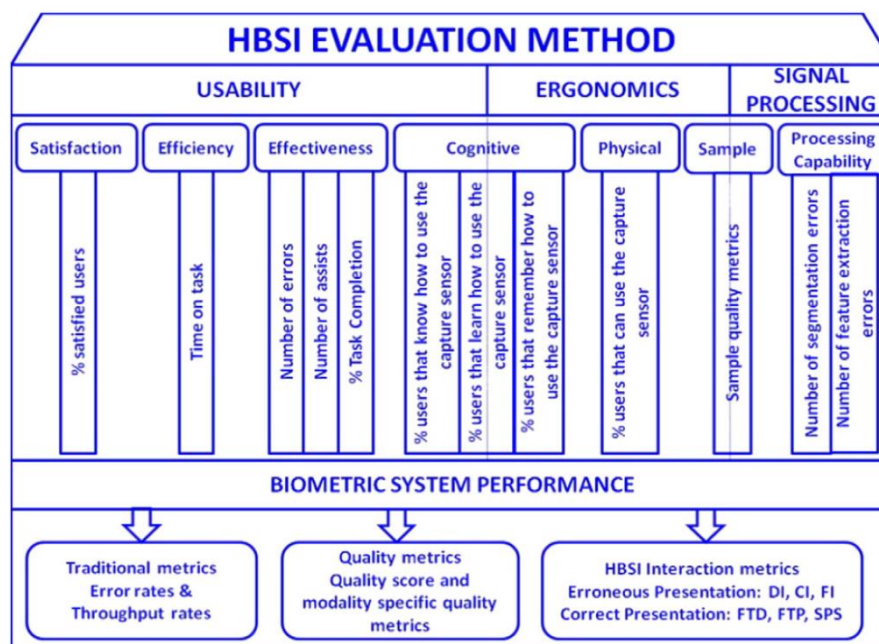 HBSI EVALUATION METHOD
USABILITY
ERGONOMICS
SIGNAL
PROCESSING
Satisfaction
Efficiency
Effectiveness
Cognitive
Physical
Sample
Processing
Capability
% satisfied users
Time on task
Number of errors
Number of assists
% Task Completion
% users that know how to use the
capture sensor
% users that learn how to use the
capture sensor
% users that remember how to
use the capture sensor
% users that can use the capture
sensor
Sample quality metrics
Number of segmentation errors
Number of feature extraction
errors
BIOMETRIC SYSTEM PERFORMANCE
Traditional metrics
Error rates &
Throughput rates
Quality metrics
Quality score and
modality specific quality
metrics
HBSI Interaction metrics
Erroneous Presentation: DI, CI, FI
Correct Presentation: FTD, FTP, SPS